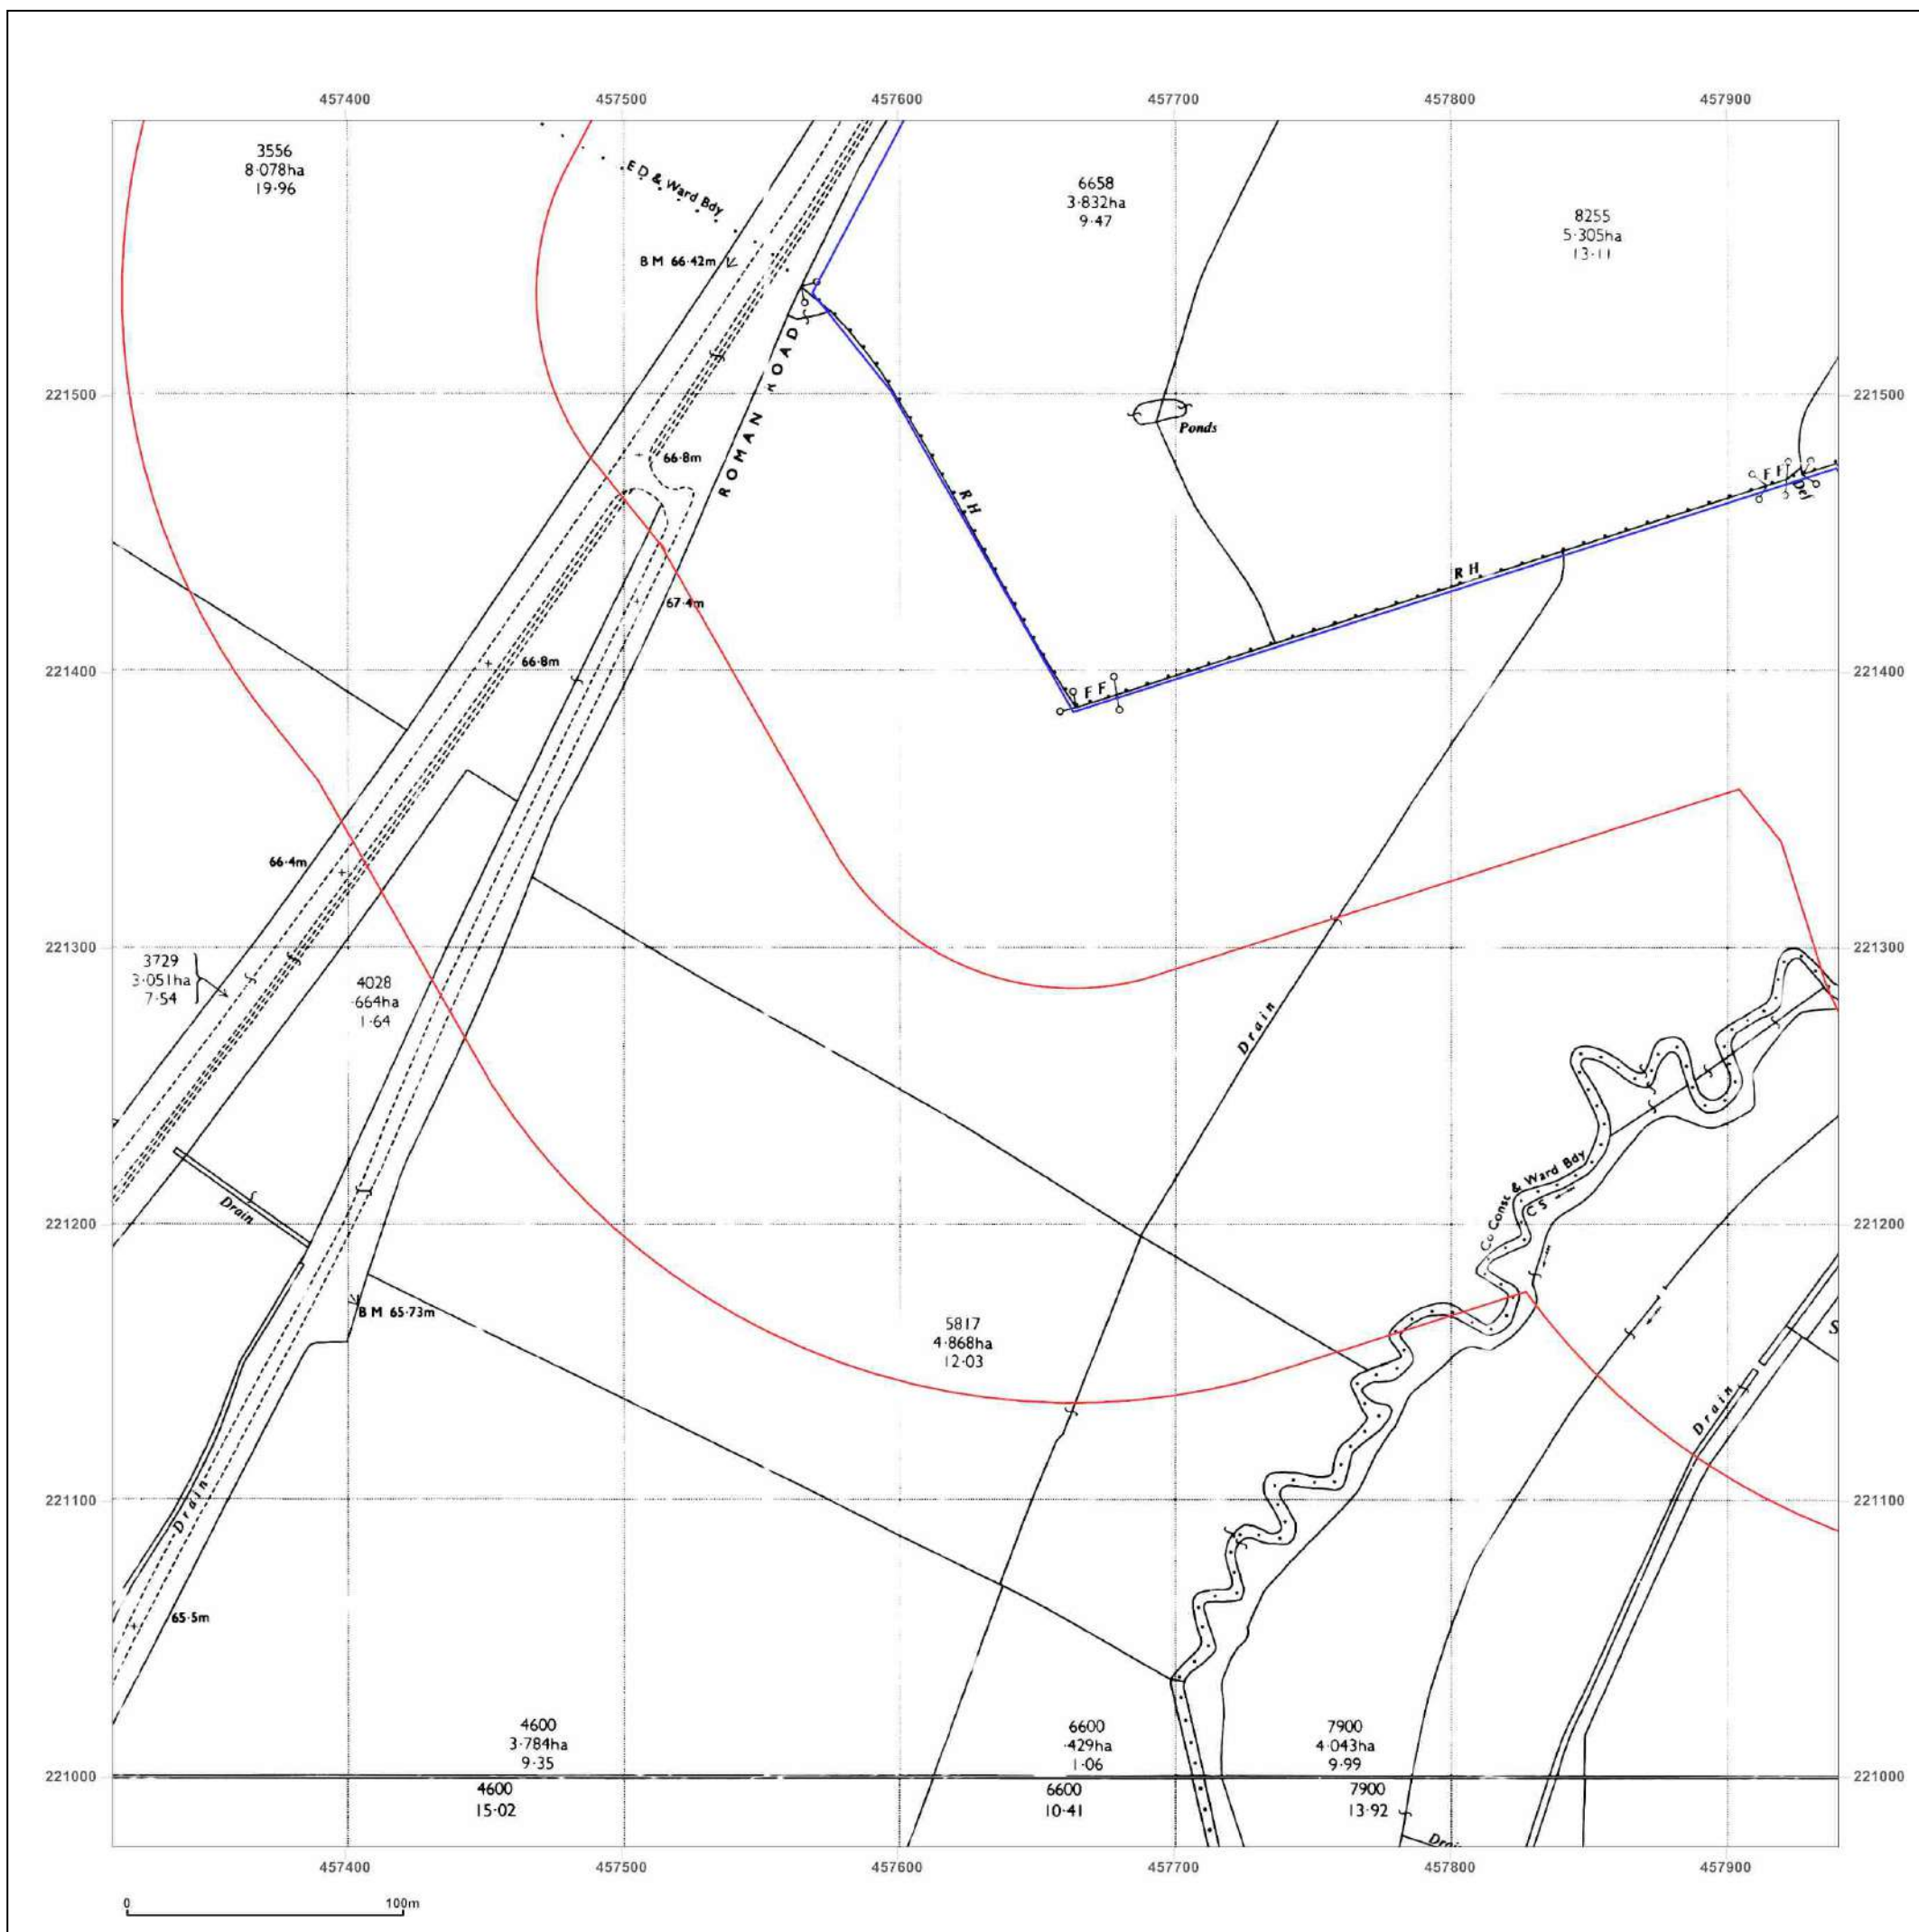 457400 457500 457600 457700 457800 457900
3556
8·078ha
19·96
E D & Ward Bdy
6658
3·832ha
9·47
8255
5·305ha
13·11
B M 66·42m
ROMAN ROAD
221500 221500
Ponds
66·8m
F F
Def
R H
R H
67·4m
66·8m
221400 221400
F F
66·4m
221300 221300
3729
3·051ha
7·54
4028
·664ha
1·64
Drain
Co Const & Ward Bdy
C S
Drain
221200 221200
B M 65·73m
5817
4·868ha
12·03
S
Drain
221100 221100
Drain
65·5m
4600
3·784ha
9·35
6600
·429ha
1·06
7900
4·043ha
9·99
221000 221000
4600
15·02
6600
10·41
7900
13·92
457400 457500 457600 457700 457800 457900
0 100m